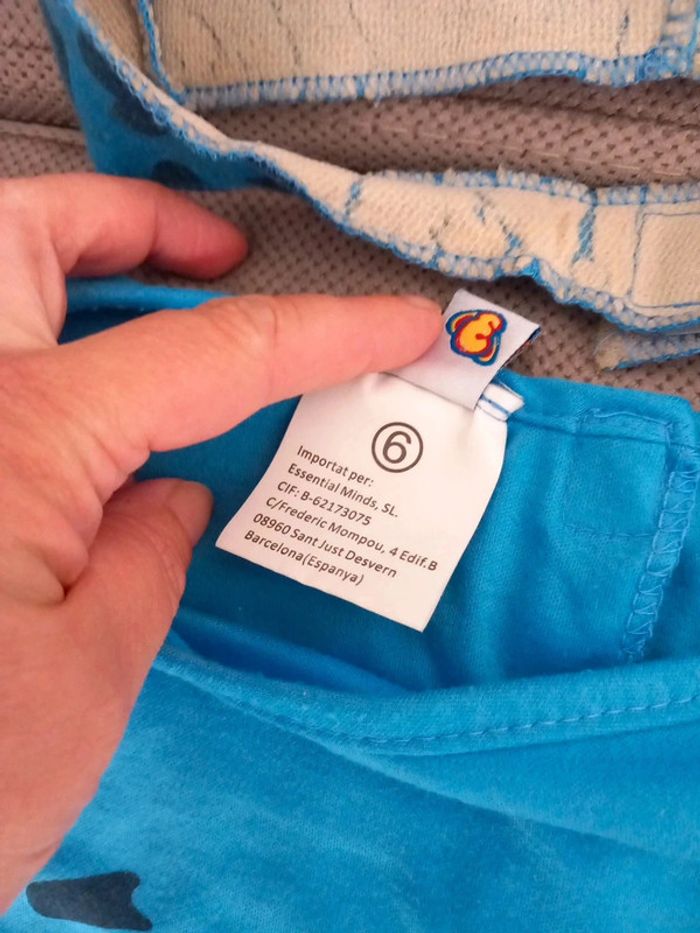 6
Importat per:
Essential Minds, SL.
CIF: B-62173075
C/Frederic Mompou, 4 Edif.B
08960 Sant Just Desvern
Barcelona(Espanya)